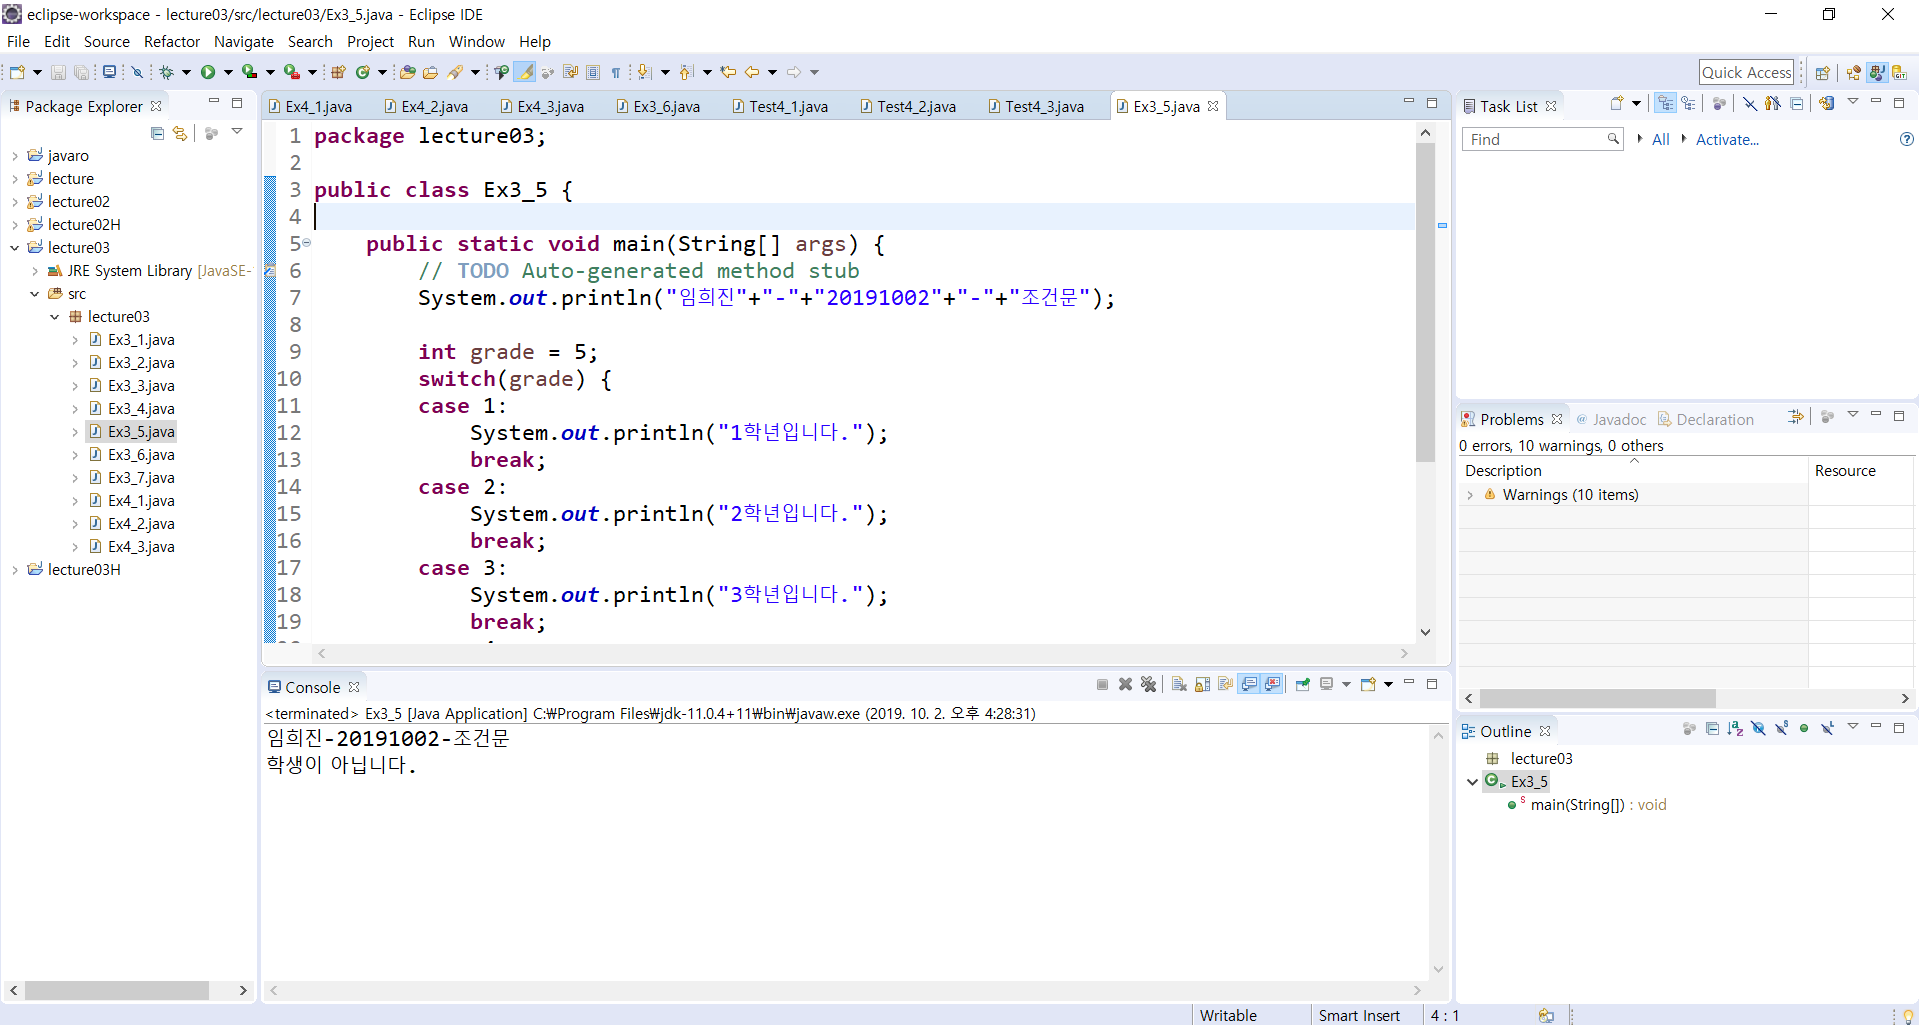 eclipse-workspace - lecture03/src/lecture03/Ex3_5.java - Eclipse IDE
File Edit Source Refactor Navigate Search Project Run Window Help
Quick Access
Package Explorer
javaro
lecture
lecture02
lecture02H
lecture03
JRE System Library [JavaSE-
src
lecture03
Ex3_1.java
Ex3_2.java
Ex3_3.java
Ex3_4.java
Ex3_5.java
Ex3_6.java
Ex3_7.java
Ex4_1.java
Ex4_2.java
Ex4_3.java
lecture03H
Ex4_1.java Ex4_2.java Ex4_3.java Ex3_6.java Test4_1.java Test4_2.java Test4_3.java Ex3_5.java
1 package lecture03;
2
3 public class Ex3_5 {
4
5 public static void main(String[] args) {
6 // TODO Auto-generated method stub
7 System.out.println("임희진"+"-"+"20191002"+"-"+"조건문");
8
9 int grade = 5;
10 switch(grade) {
11 case 1:
12 System.out.println("1학년입니다.");
13 break;
14 case 2:
15 System.out.println("2학년입니다.");
16 break;
17 case 3:
18 System.out.println("3학년입니다.");
19 break;
Console
<terminated> Ex3_5 [Java Application] C:₩Program Files₩jdk-11.0.4+11₩bin₩javaw.exe (2019. 10. 2. 오후 4:28:31)
임희진-20191002-조건문
학생이 아닙니다.
Task List
Find All Activate...
Problems Javadoc Declaration
0 errors, 10 warnings, 0 others
Description Resource
Warnings (10 items)
Outline
lecture03
Ex3_5
main(String[]) : void
Writable Smart Insert 4 : 1